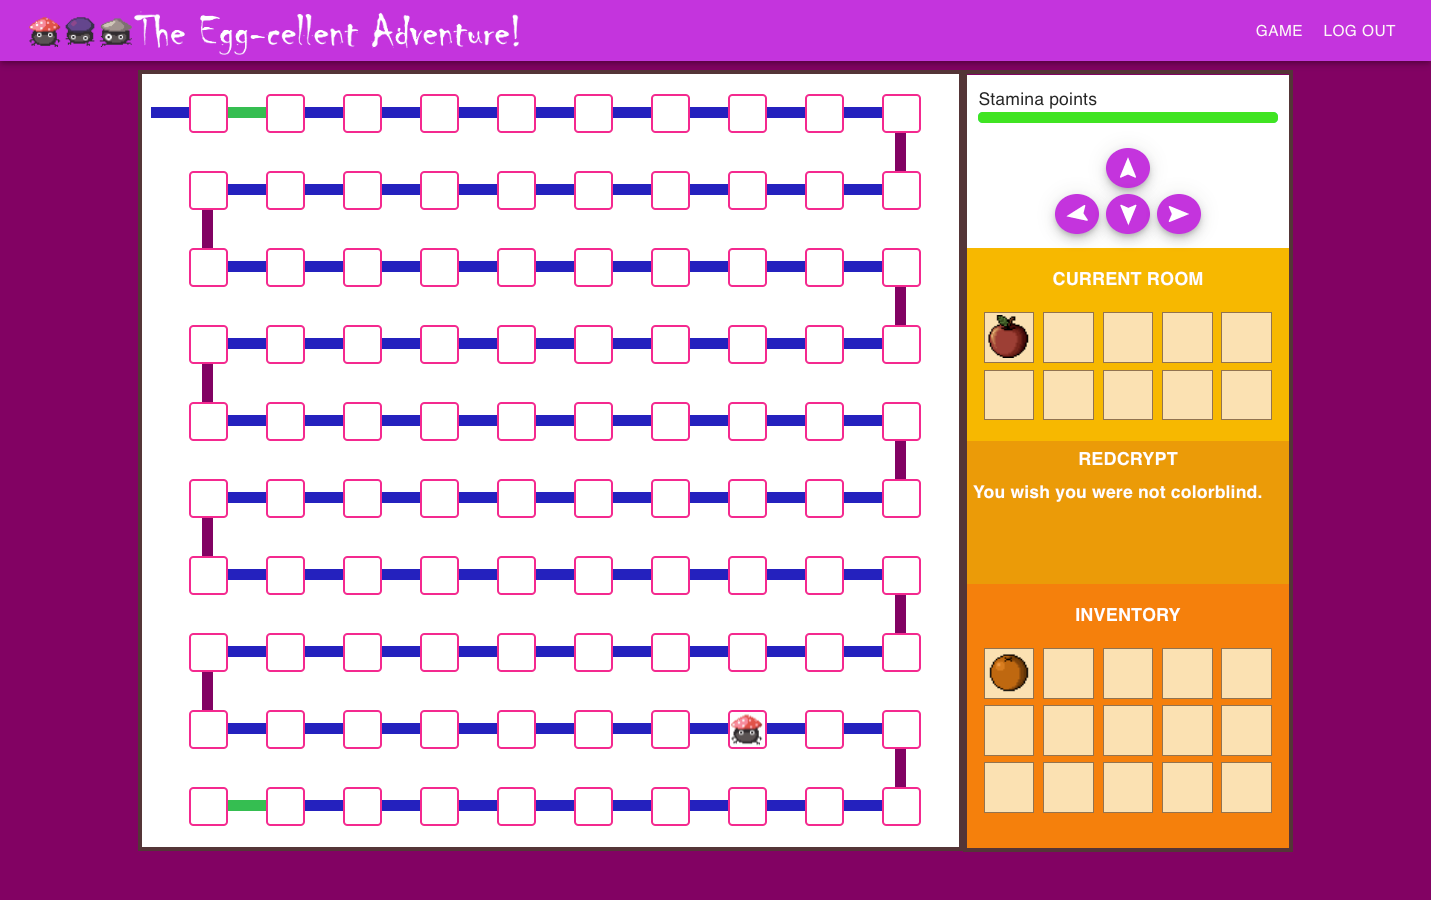 The Egg-cellent Adventure!
GAME
LOG OUT
Stamina points
CURRENT ROOM
REDCRYPT
You wish you were not colorblind.
INVENTORY